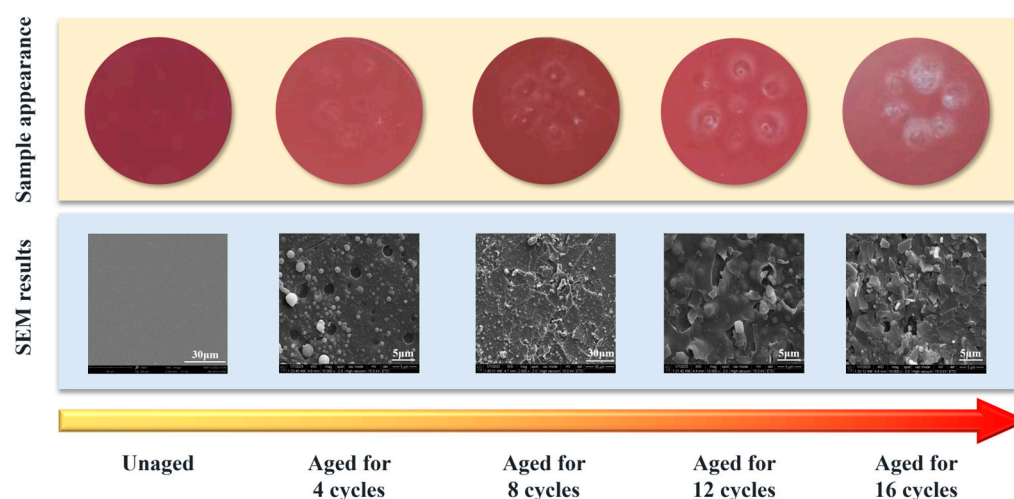 Sample appearance
SEM results
30μm
5μm
30μm
5μm
5μm
Unaged
Aged for
4 cycles
Aged for
8 cycles
Aged for
12 cycles
Aged for
16 cycles